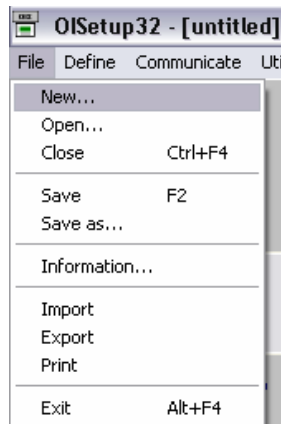 OISetup32 - [untitled]
File Define Communicate Uti
New...
Open...
Close Ctrl+F4
Save F2
Save as...
Information...
Import
Export
Print
Exit Alt+F4